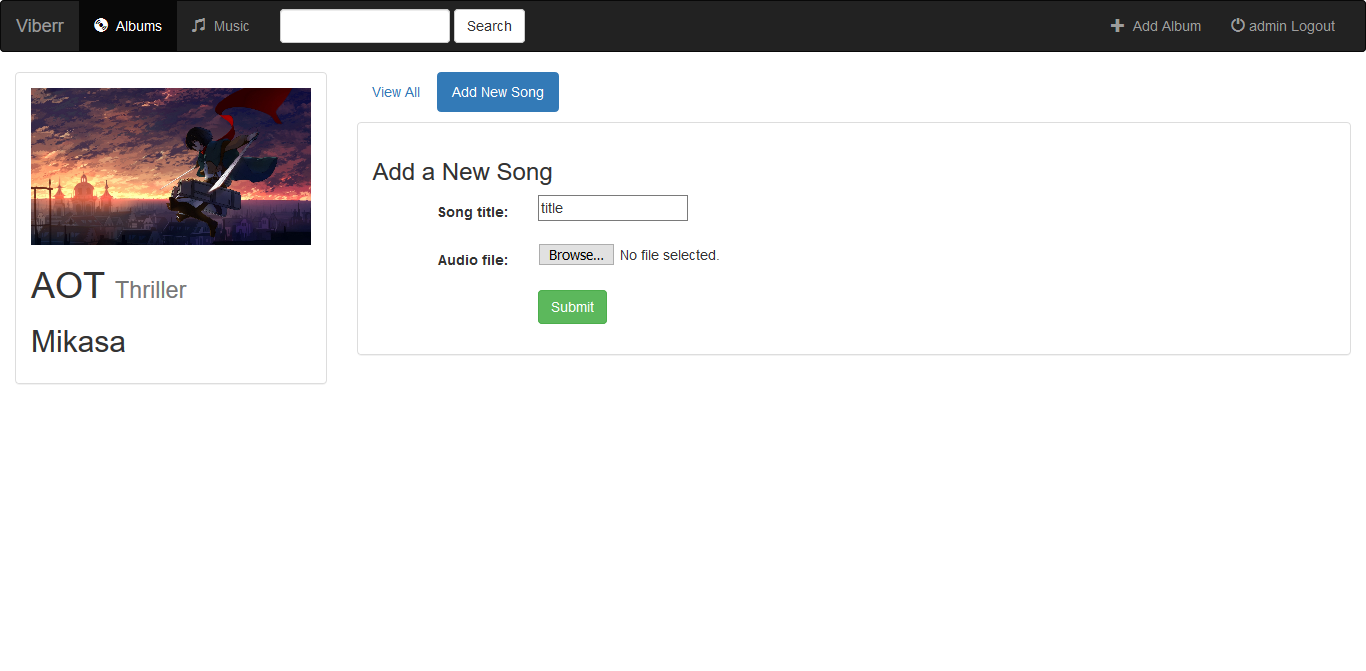 Viberr Albums Music Search Add Album admin Logout
View All Add New Song
Add a New Song
Song title: title
Audio file: Browse... No file selected.
Submit
AOT Thriller
Mikasa